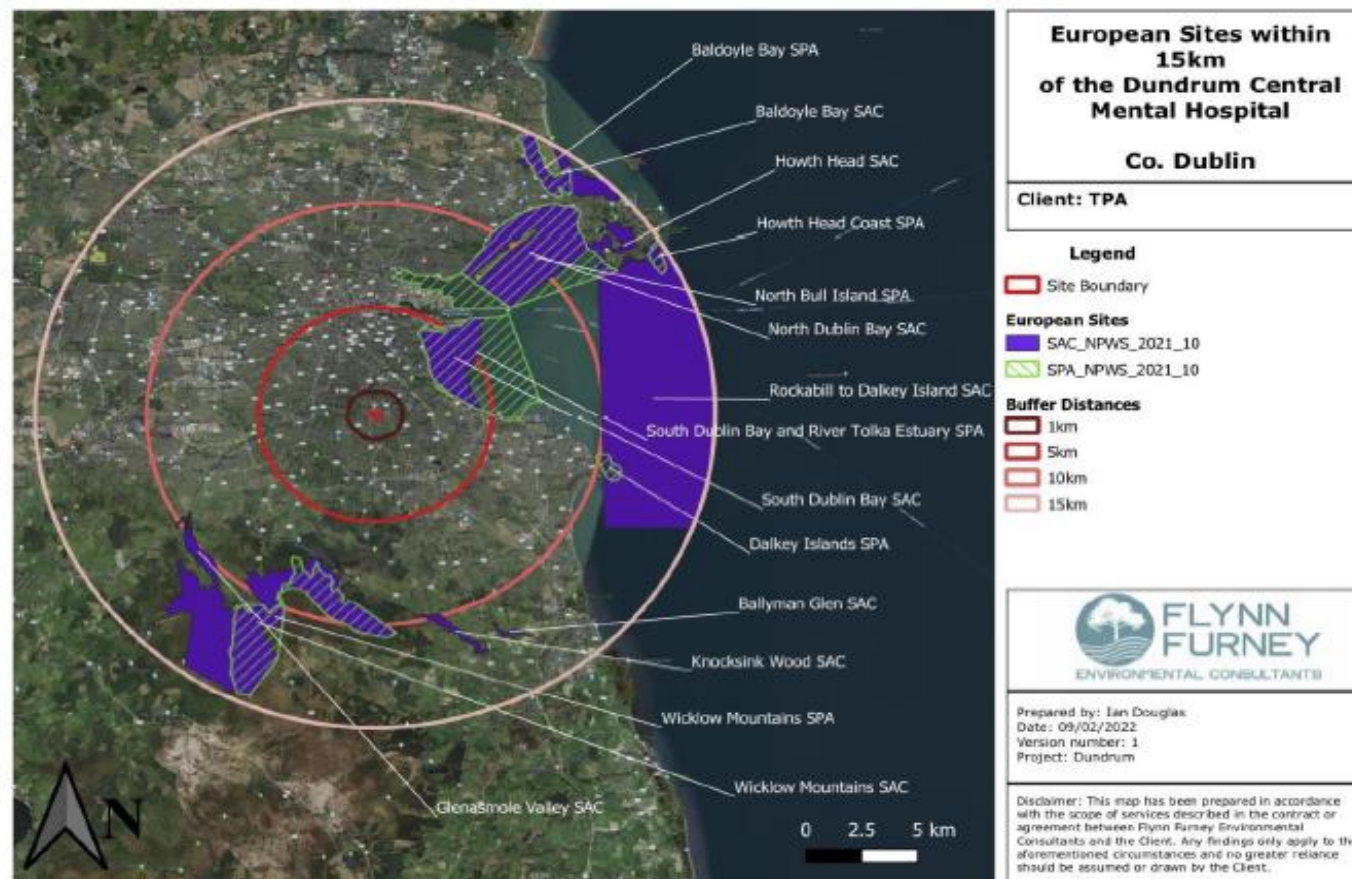 Baldoyle Bay SPA
Baldoyle Bay SAC
Howth Head SAC
Howth Head Coast SPA
North Bull Island SPA
North Dublin Bay SAC
Rockabill to Dalkey Island SAC
South Dublin Bay and River Tolka Estuary SPA
South Dublin Bay SAC
Dalkey Islands SPA
Ballyman Glen SAC
Knocksink Wood SAC
Wicklow Mountains SPA
Wicklow Mountains SAC
Glenasmole Valley SAC
N
0 2.5 5 km
European Sites within
15km
of the Dundrum Central
Mental Hospital
Co. Dublin
Client: TPA
Legend
Site Boundary
European Sites
SAC_NPWS_2021_10
SPA_NPWS_2021_10
Buffer Distances
1km
5km
10km
15km
FLYNN
FURNEY
ENVIRONMENTAL CONSULTANTS
Prepared by: Ian Douglas
Date: 09/02/2022
Version number: 1
Project: Dundrum
Disclaimer: This map has been prepared in accordance
with the scope of services described in the contract or
agreement between Flynn Furney Environmental
Consultants and the Client. Any findings only apply to the
aforementioned circumstances and no greater reliance
should be assumed or drawn by the Client.